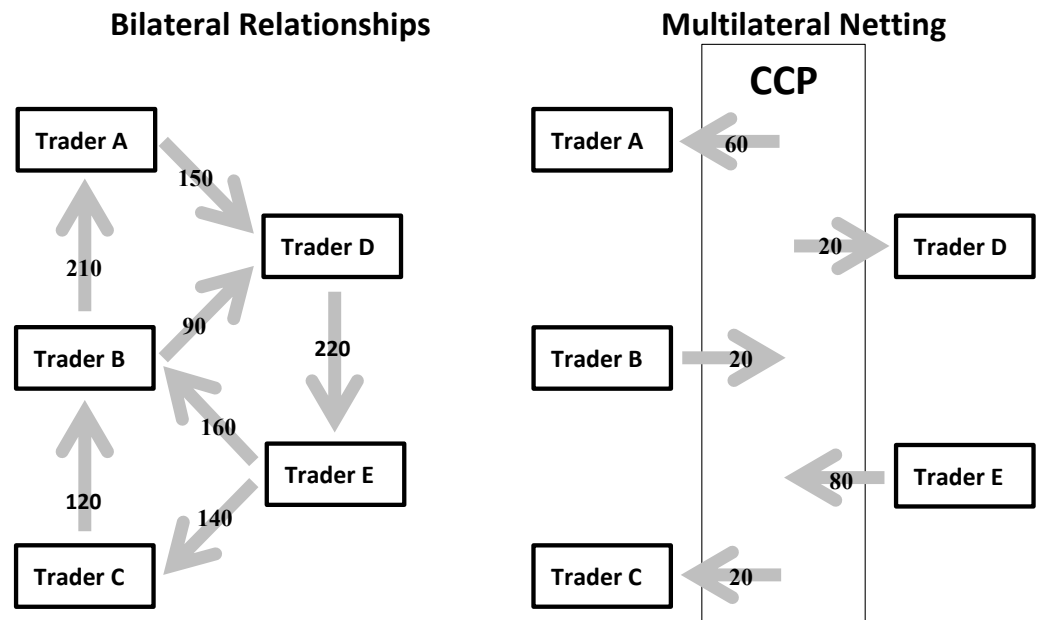 Bilateral Relationships
Multilateral Netting
CCP
Trader A
150
210
Trader D
90
220
Trader B
160
Trader E
120
140
Trader C
Trader A
60
20
Trader D
Trader B
20
80
Trader E
Trader C
20